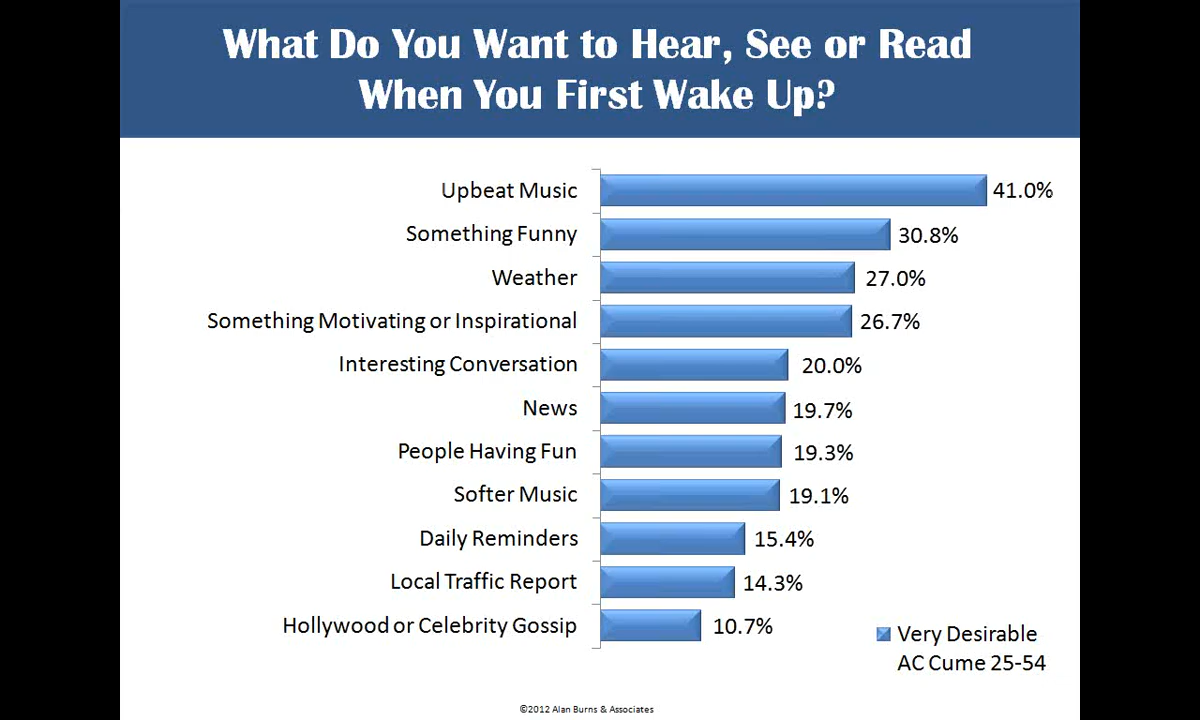 What Do You Want to Hear, See or Read
When You First Wake Up?
Upbeat Music 41.0%
Something Funny 30.8%
Weather 27.0%
Something Motivating or Inspirational 26.7%
Interesting Conversation 20.0%
News 19.7%
People Having Fun 19.3%
Softer Music 19.1%
Daily Reminders 15.4%
Local Traffic Report 14.3%
Hollywood or Celebrity Gossip 10.7%
Very Desirable
AC Cume 25-54
©2012 Alan Burns & Associates